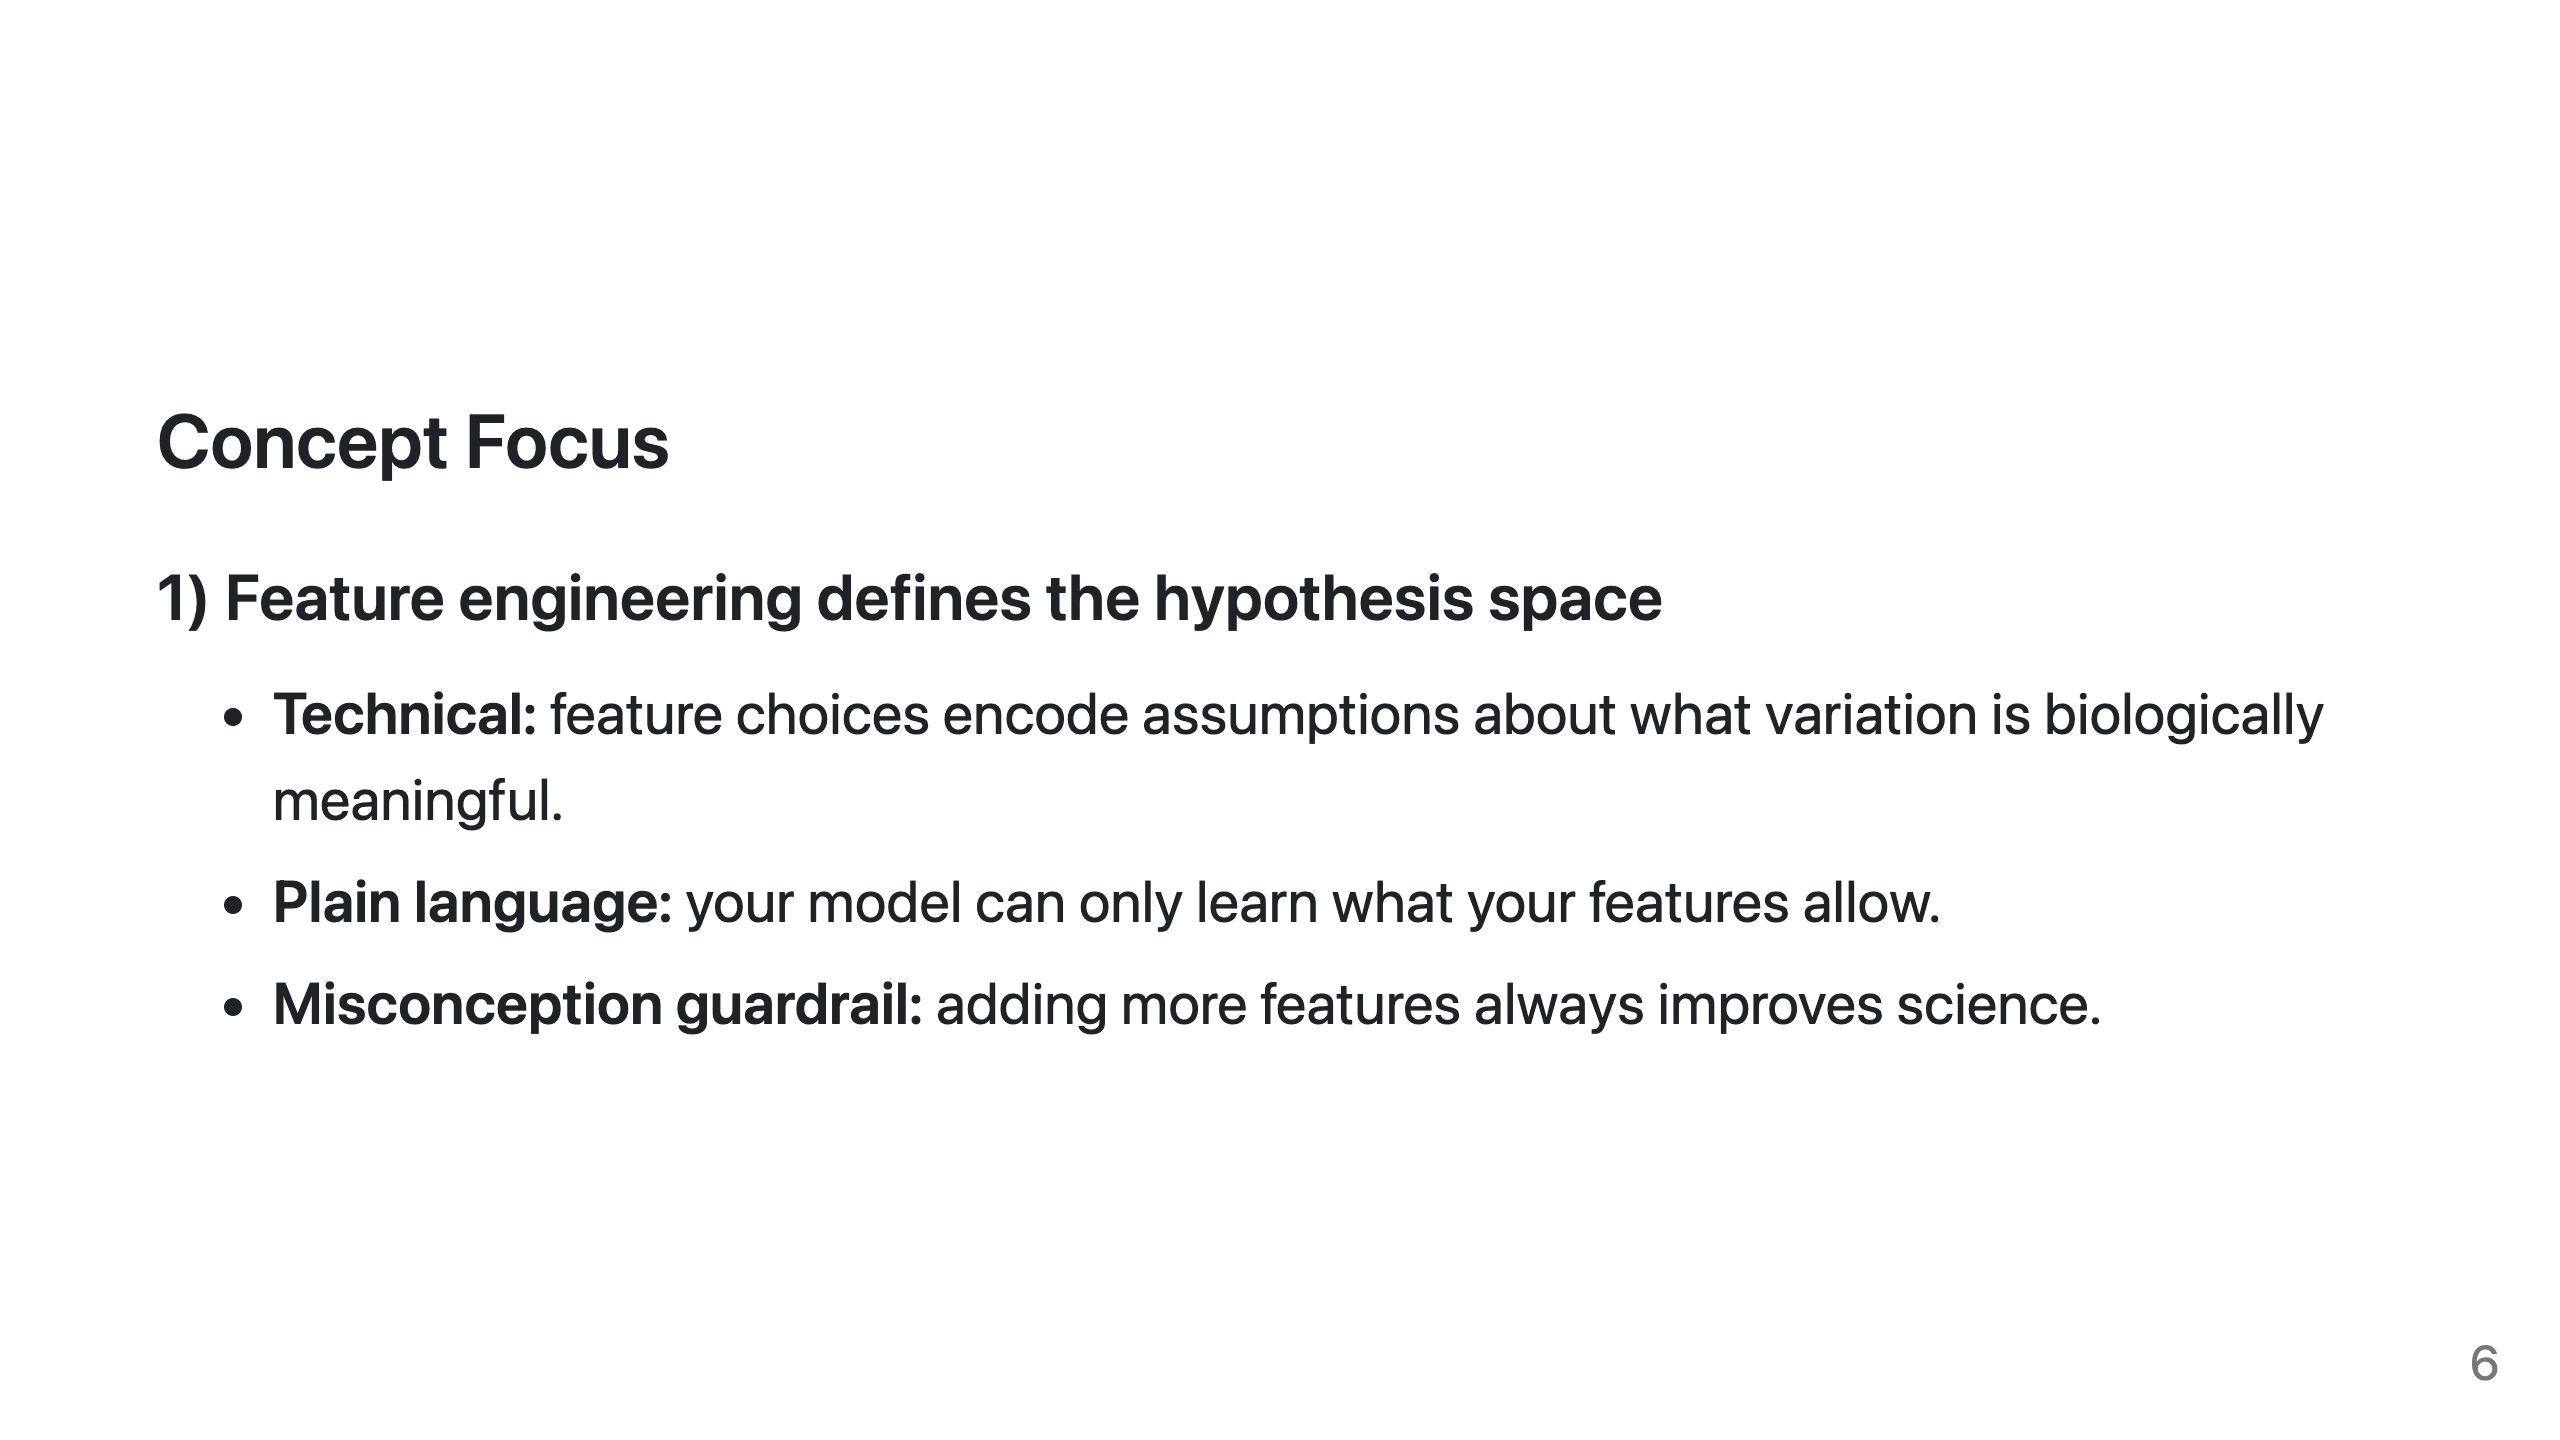 Concept Focus
1) Feature engineering defines the hypothesis space
• Technical: feature choices encode assumptions about what variation is biologically
meaningful.
• Plain language: your model can only learn what your features allow.
• Misconception guardrail: adding more features always improves science.
6